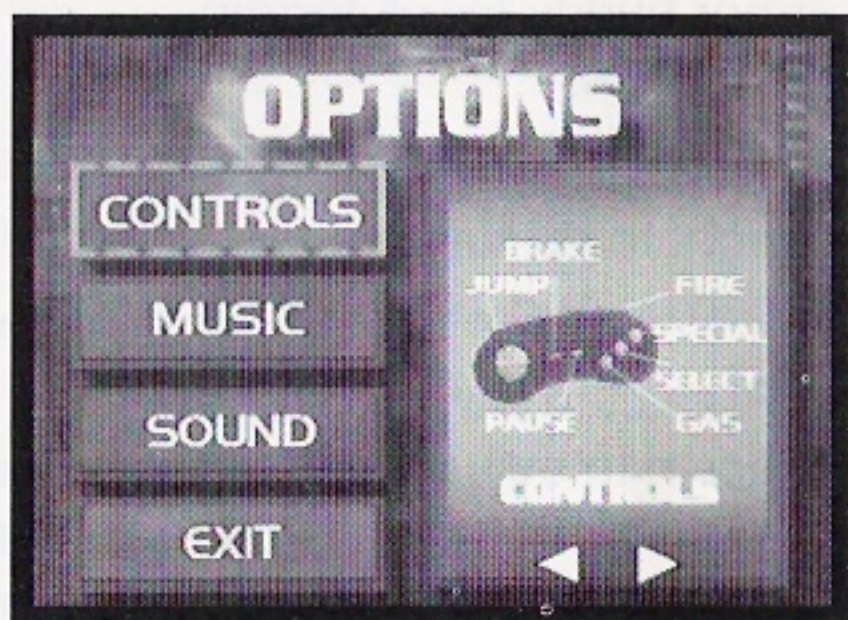 OPTIONS
CONTROLS
MUSIC
SOUND
EXIT
BRAKE
JUMP
FIRE
SPECIAL
SELECT
PAUSE
GAS
CONTROLS